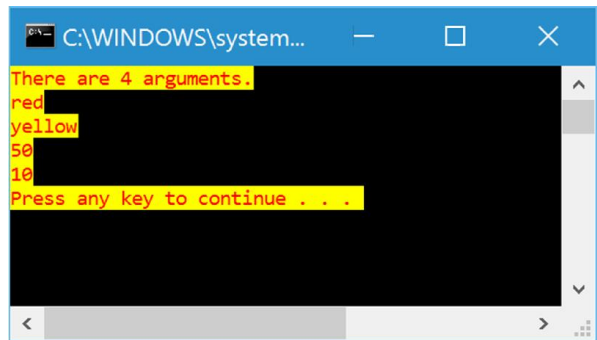 C:\WINDOWS\system...
There are 4 arguments.
red
yellow
50
10
Press any key to continue . . .